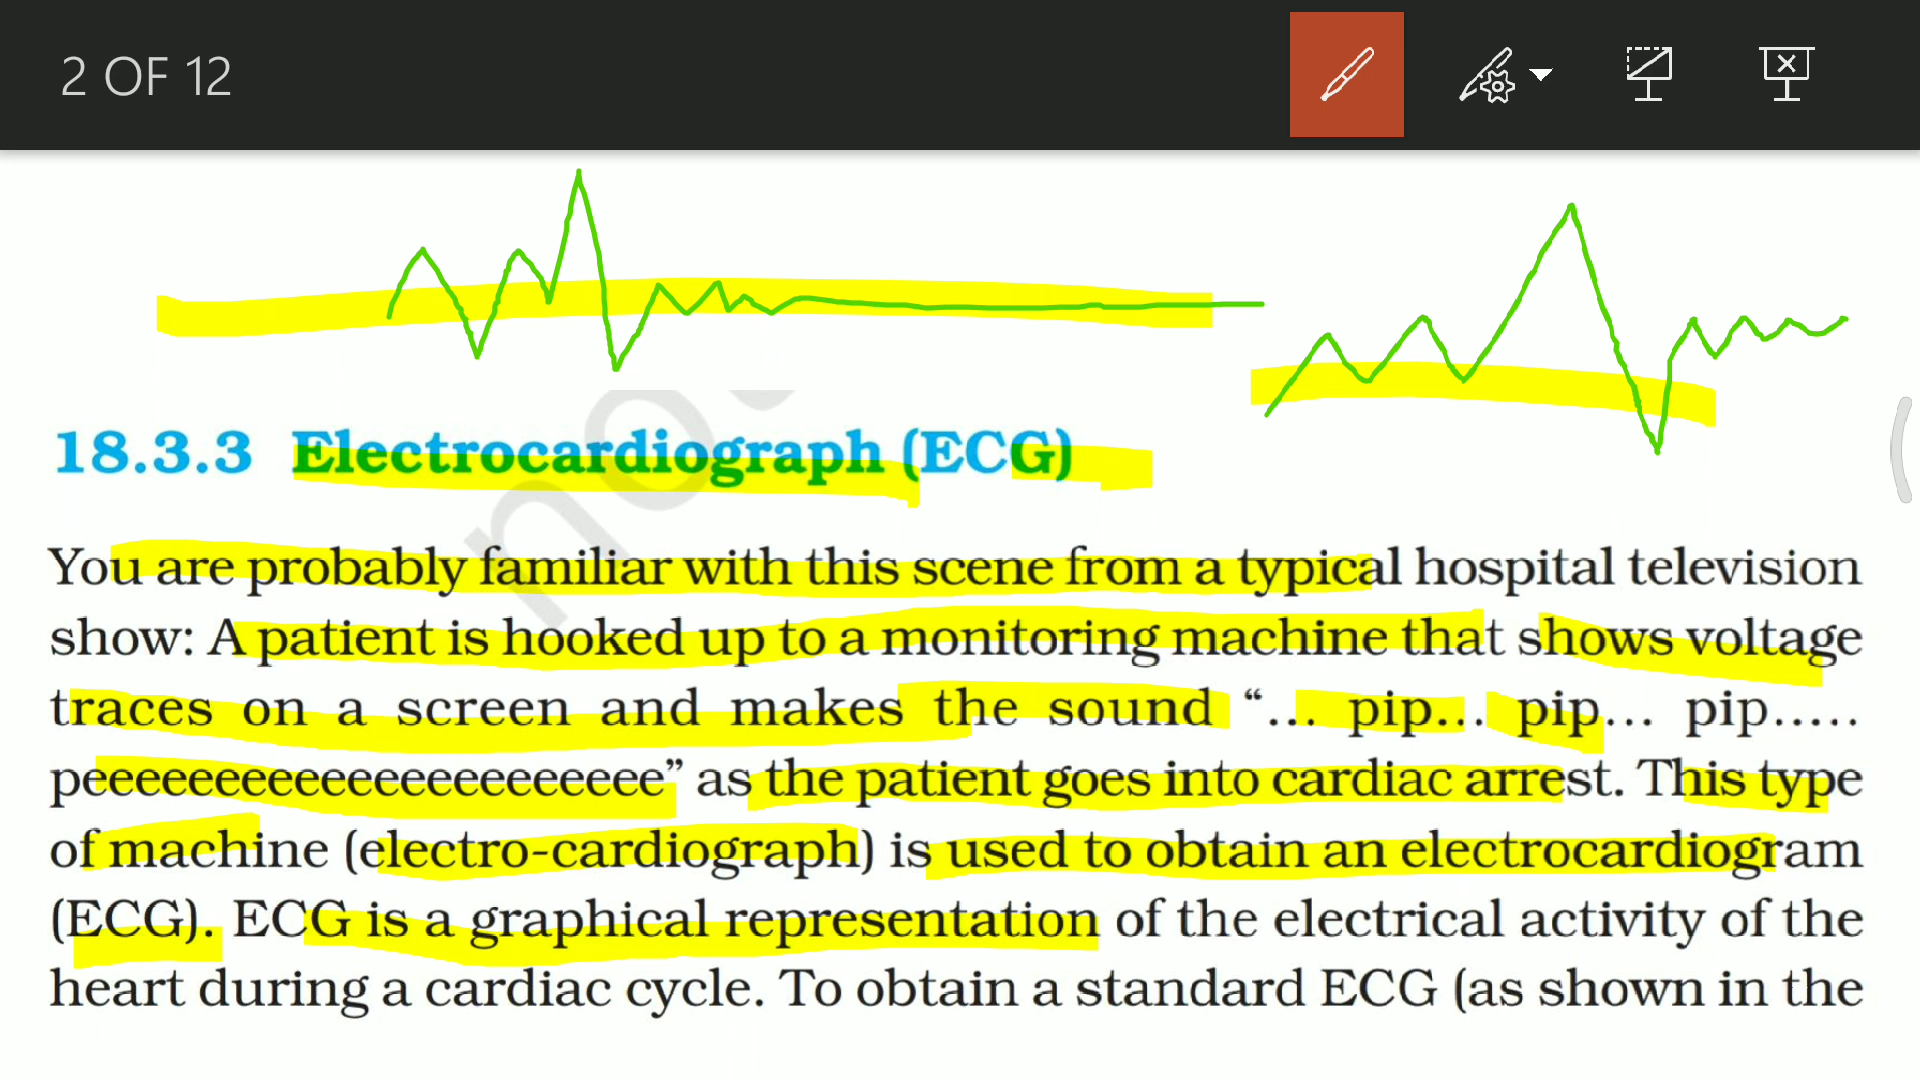 2 OF 12
18.3.3 Electrocardiograph (ECG)
You are probably familiar with this scene from a typical hospital television
show: A patient is hooked up to a monitoring machine that shows voltage
traces on a screen and makes the sound “... pip... pip... pip.....
peeeeeeeeeeeeeeeeeeeeee” as the patient goes into cardiac arrest. This type
of machine (electro-cardiograph) is used to obtain an electrocardiogram
(ECG). ECG is a graphical representation of the electrical activity of the
heart during a cardiac cycle. To obtain a standard ECG (as shown in the